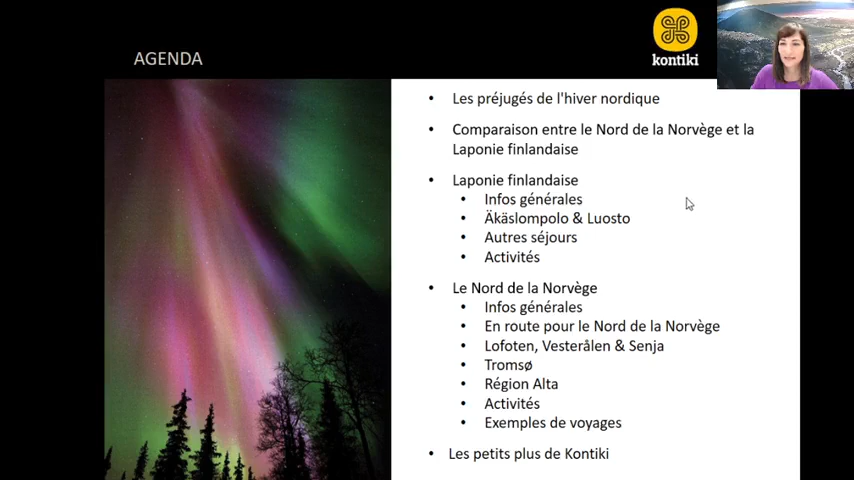 AGENDA
kontiki
Les préjugés de l'hiver nordique
Comparaison entre le Nord de la Norvège et la
Laponie finlandaise
Laponie finlandaise
Infos générales
Äkäslompolo & Luosto
Autres séjours
Activités
Le Nord de la Norvège
Infos générales
En route pour le Nord de la Norvège
Lofoten, Vesterålen & Senja
Tromsø
Région Alta
Activités
Exemples de voyages
Les petits plus de Kontiki